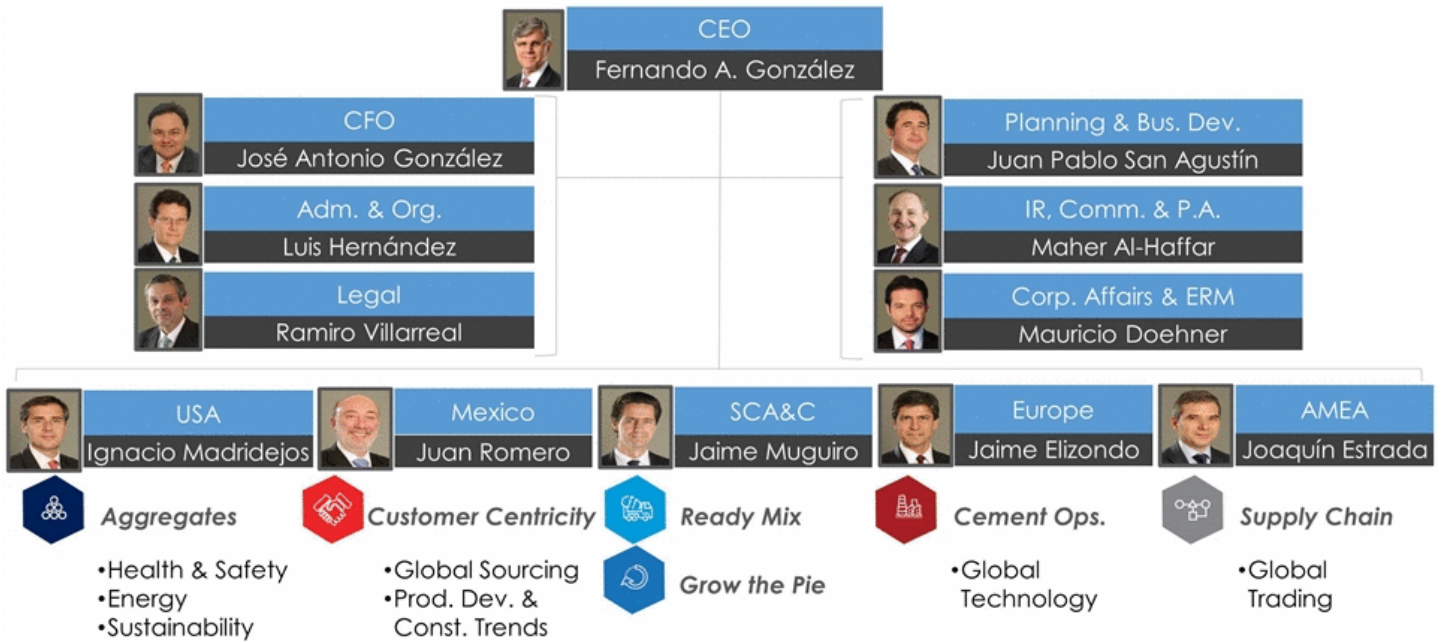 CEO
Fernando A. González
CFO
José Antonio González
Adm. & Org.
Luis Hernández
Legal
Ramiro Villarreal
Planning & Bus. Dev.
Juan Pablo San Agustín
IR, Comm. & P.A.
Maher Al-Haffar
Corp. Affairs & ERM
Mauricio Doehner
USA
Ignacio Madridejos
Aggregates
•Health & Safety
•Energy
•Sustainability
Mexico
Juan Romero
Customer Centricity
•Global Sourcing
•Prod. Dev. &
Const. Trends
SCA&C
Jaime Muguiro
Ready Mix
Grow the Pie
Europe
Jaime Elizondo
Cement Ops.
•Global
Technology
AMEA
Joaquín Estrada
Supply Chain
•Global
Trading